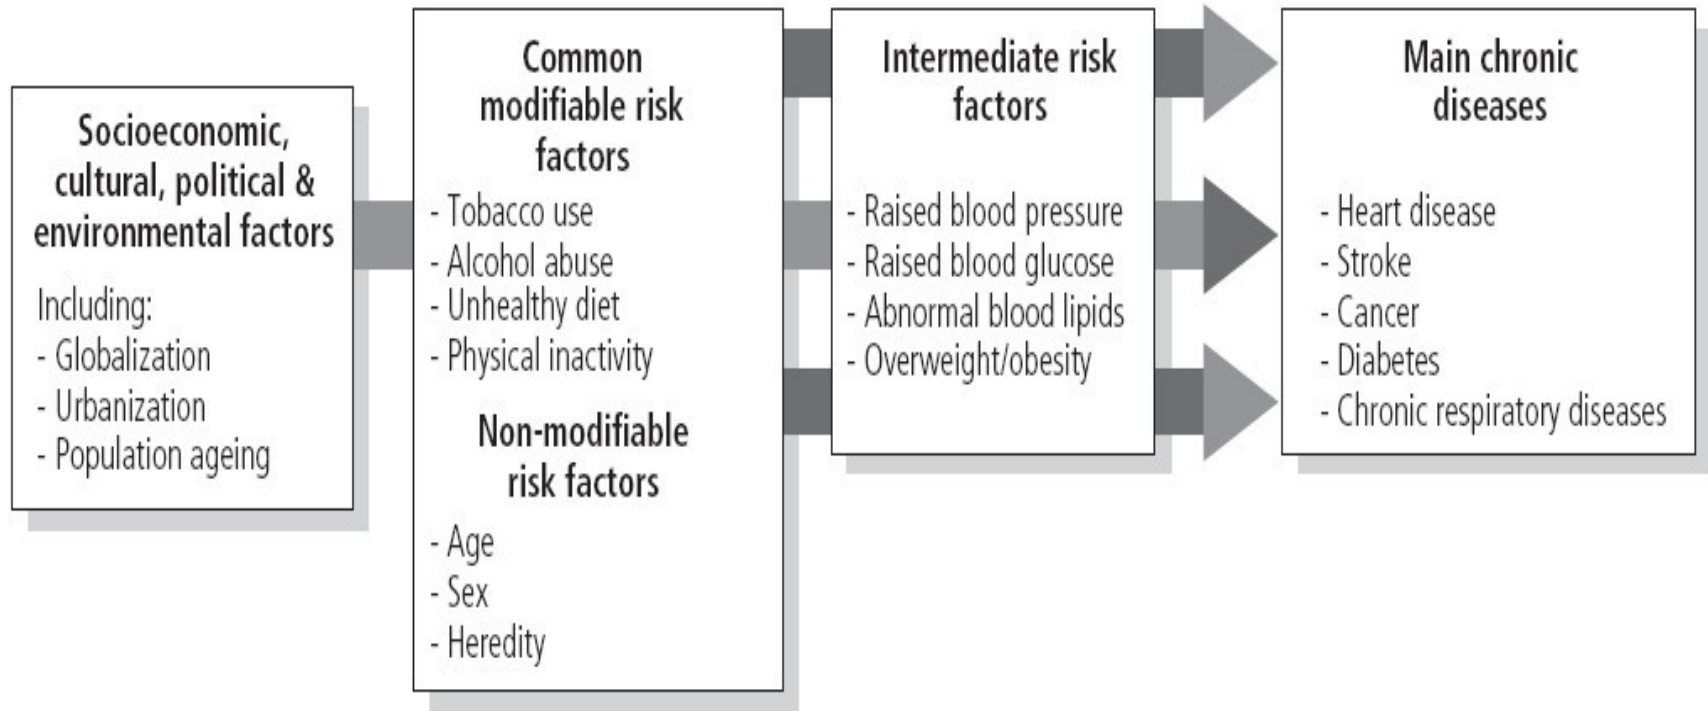 Socioeconomic,
cultural, political &
environmental factors
Including:
- Globalization
- Urbanization
- Population ageing
Common
modifiable risk
factors
- Tobacco use
- Alcohol abuse
- Unhealthy diet
- Physical inactivity
Non-modifiable
risk factors
- Age
- Sex
- Heredity
Intermediate risk
factors
- Raised blood pressure
- Raised blood glucose
- Abnormal blood lipids
- Overweight/obesity
Main chronic
diseases
- Heart disease
- Stroke
- Cancer
- Diabetes
- Chronic respiratory diseases